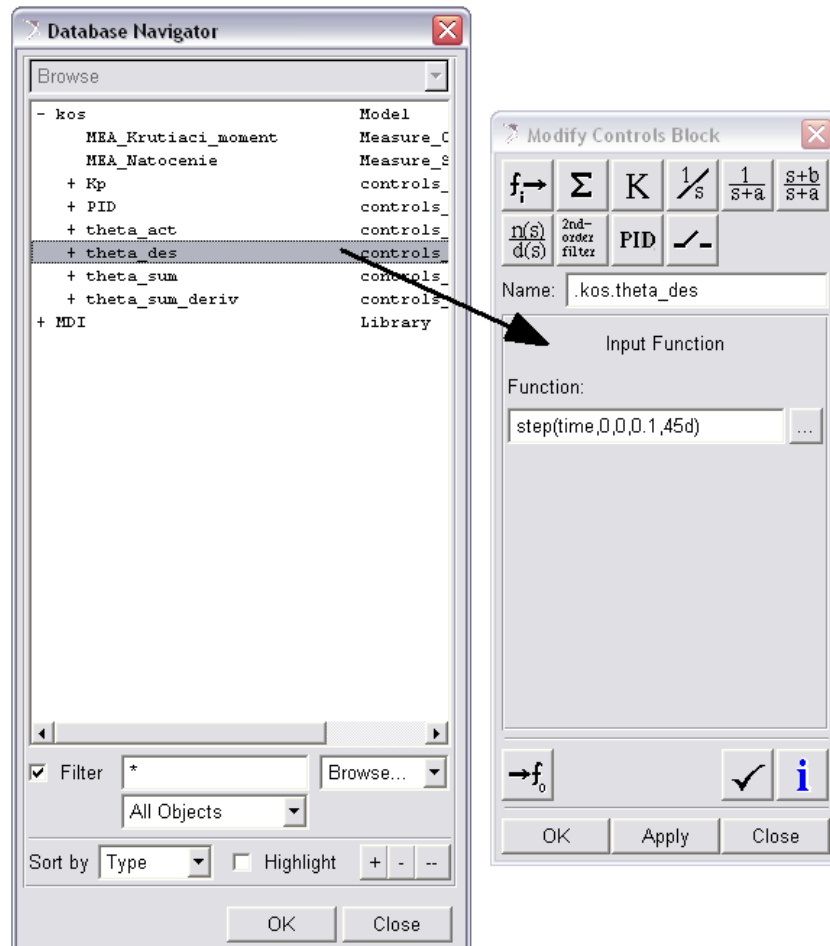 Database Navigator
Browse
- kos Model
MEA_Krutiaci_moment Measure_C
MEA_Natocenie Measure_S
+ Kp controls_
+ PID controls_
+ theta_act controls_
+ theta_des controls_
+ theta_sum controls_
+ theta_sum_deriv controls_
+ MDI Library
Filter * Browse...
All Objects
Sort by Type Highlight + - --
OK Close
Modify Controls Block
fi→ Σ K 1/s 1/s+a s+b/s+a
n(s)/d(s) 2nd-order filter PID
Name: .kos.theta_des
Input Function
Function:
step(time,0,0,0.1,45d) ...
→fo i
OK Apply Close